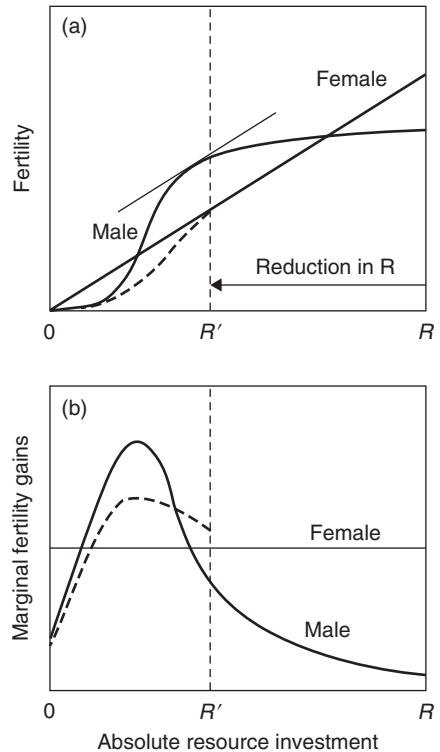 (a)
Female
Fertility
Male
Reduction in R
0 R′ R
(b)
Marginal fertility gains
Female
Male
0 R′ R
Absolute resource investment